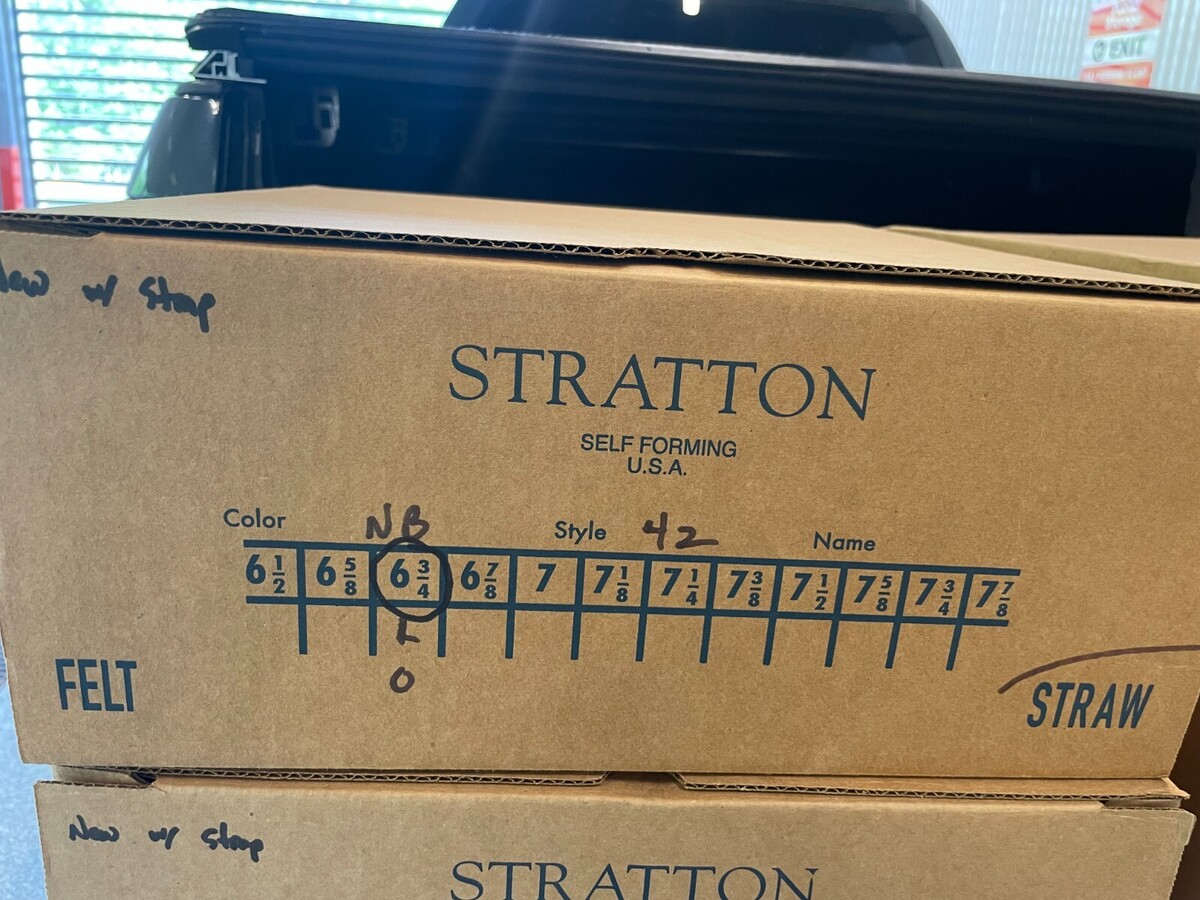 EXIT
New w/ Strap
STRATTON
SELF FORMING
U.S.A.
Color NB Style 42 Name
6 1/2 6 5/8 6 3/4 6 7/8 7 7 1/8 7 1/4 7 3/8 7 1/2 7 5/8 7 3/4 7 7/8
L
O
FELT STRAW
New w/ Strap
STRATTON